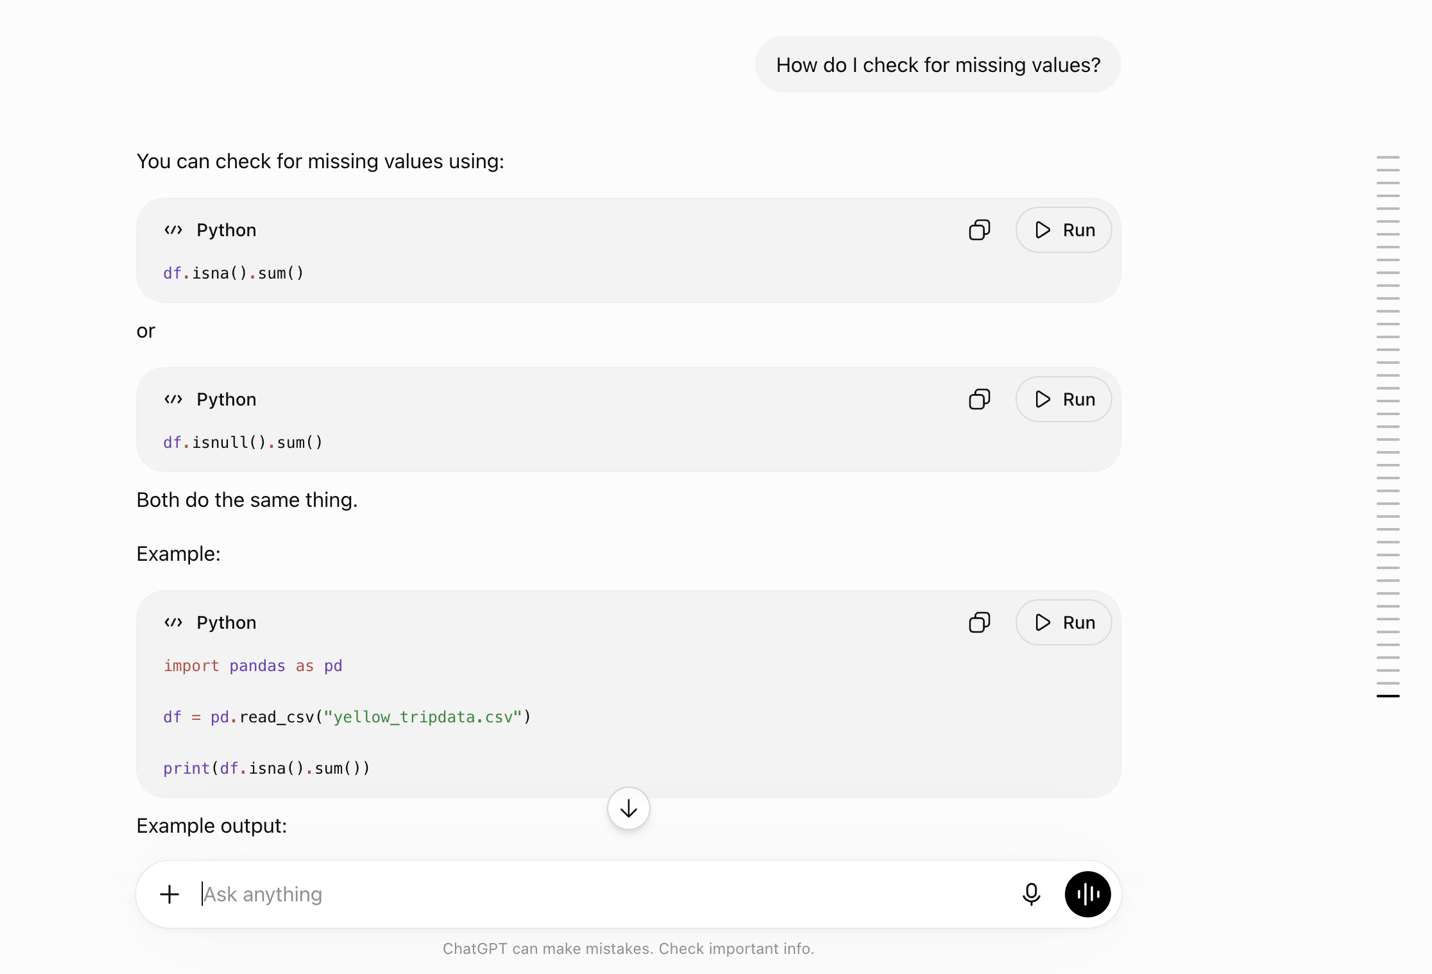 How do I check for missing values?
You can check for missing values using:
Python
Run
df.isna().sum()
or
Python
Run
df.isnull().sum()
Both do the same thing.
Example:
Python
Run
import pandas as pd
df = pd.read_csv("yellow_tripdata.csv")
print(df.isna().sum())
Example output:
Ask anything
ChatGPT can make mistakes. Check important info.